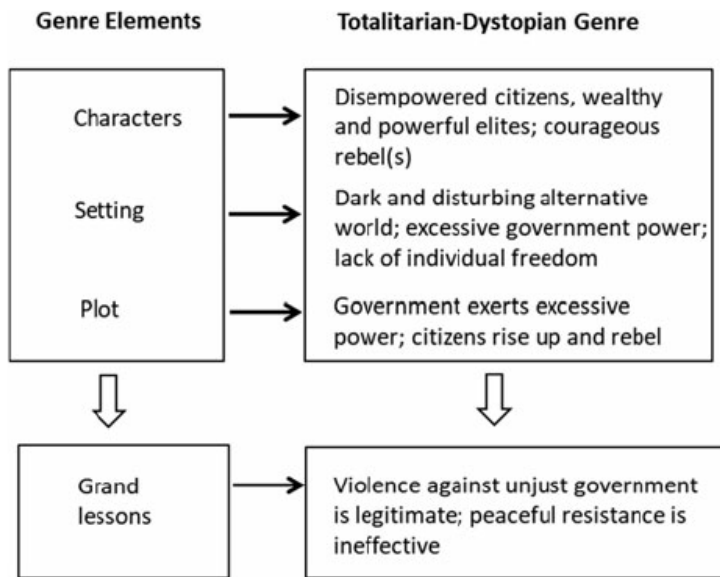 Genre Elements
Totalitarian-Dystopian Genre
Characters
Disempowered citizens, wealthy
and powerful elites; courageous
rebel(s)
Setting
Dark and disturbing alternative
world; excessive government power;
lack of individual freedom
Plot
Government exerts excessive
power; citizens rise up and rebel
Grand
lessons
Violence against unjust government
is legitimate; peaceful resistance is
ineffective